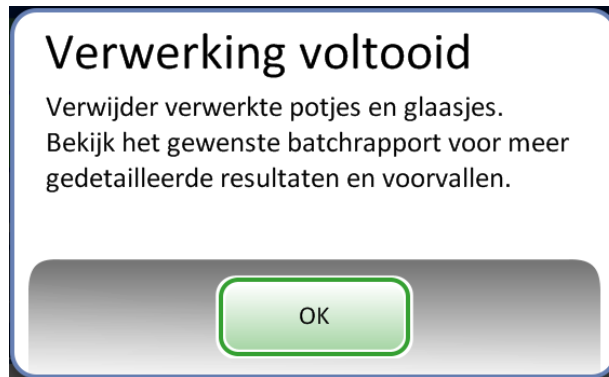 Verwerking voltooid
Verwijder verwerkte potjes en glaasjes.
Bekijk het gewenste batchrapport voor meer
gedetailleerde resultaten en voorvallen.
OK